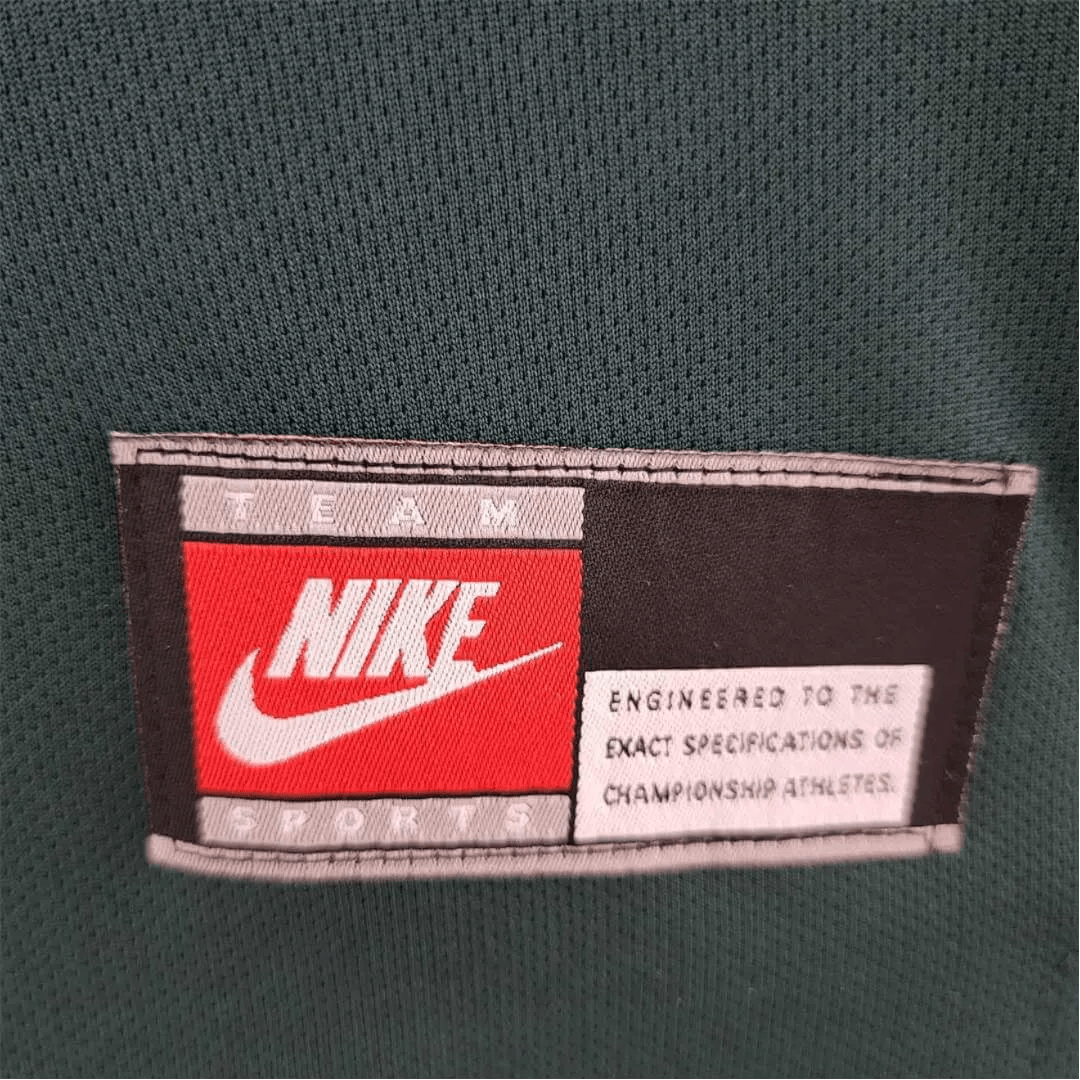 TEAM
NIKE
SPORTS
ENGINEERED TO THE
EXACT SPECIFICATIONS OF
CHAMPIONSHIP ATHLETES.